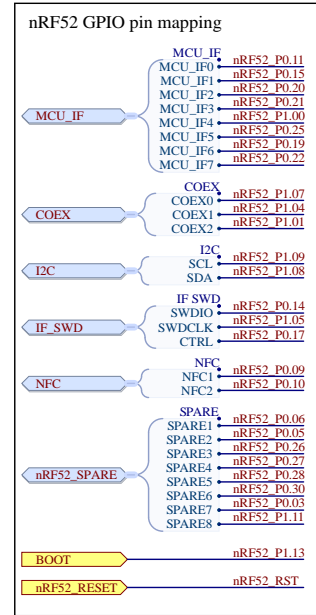 nRF52 GPIO pin mapping
MCU_IF
MCU_IF0 nRF52_P0.11
MCU_IF1 nRF52_P0.15
MCU_IF2 nRF52_P0.20
MCU_IF3 nRF52_P0.21
MCU_IF MCU_IF4 nRF52_P1.00
MCU_IF5 nRF52_P0.25
MCU_IF6 nRF52_P0.19
MCU_IF7 nRF52_P0.22
COEX
COEX0 nRF52_P1.07
COEX COEX1 nRF52_P1.04
COEX2 nRF52_P1.01
I2C
I2C SCL nRF52_P1.09
SDA nRF52_P1.08
IF SWD
SWDIO nRF52_P0.14
IF_SWD SWDCLK nRF52_P1.05
CTRL nRF52_P0.17
NFC
NFC NFC1 nRF52_P0.09
NFC2 nRF52_P0.10
SPARE
SPARE1 nRF52_P0.06
SPARE2 nRF52_P0.05
SPARE3 nRF52_P0.26
SPARE4 nRF52_P0.27
nRF52_SPARE SPARE5 nRF52_P0.28
SPARE6 nRF52_P0.30
SPARE7 nRF52_P0.03
SPARE8 nRF52_P1.11
BOOT nRF52_P1.13
nRF52_RESET nRF52_RST